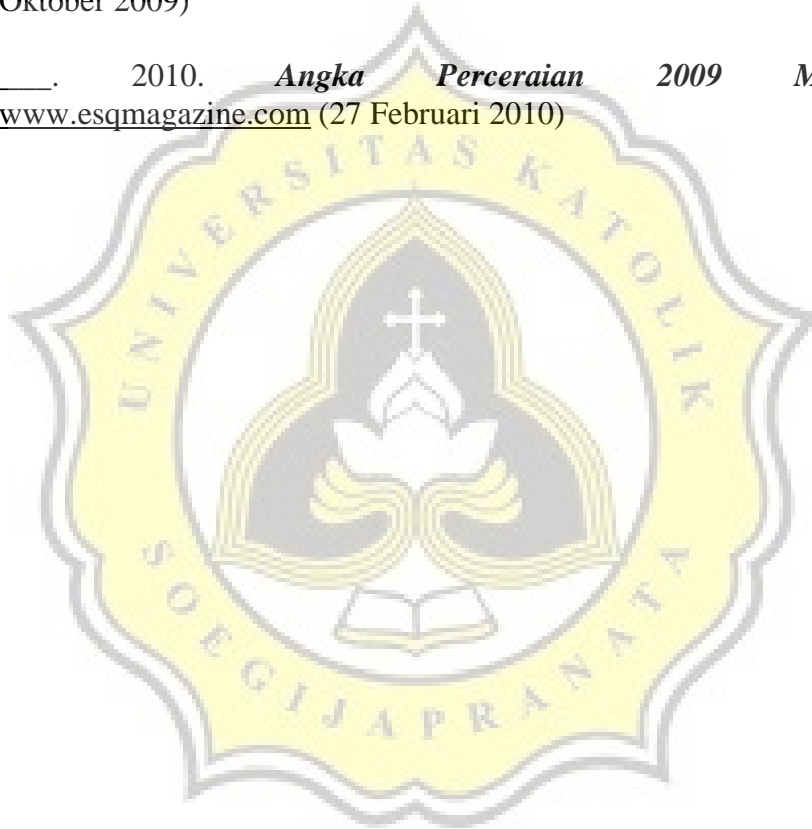 Oktober 2009)
___. 2010. Angka Perceraian 2009 M
www.esqmagazine.com (27 Februari 2010)
UNIVERSITAS KATOLIK
SOEGIJAPRANATA